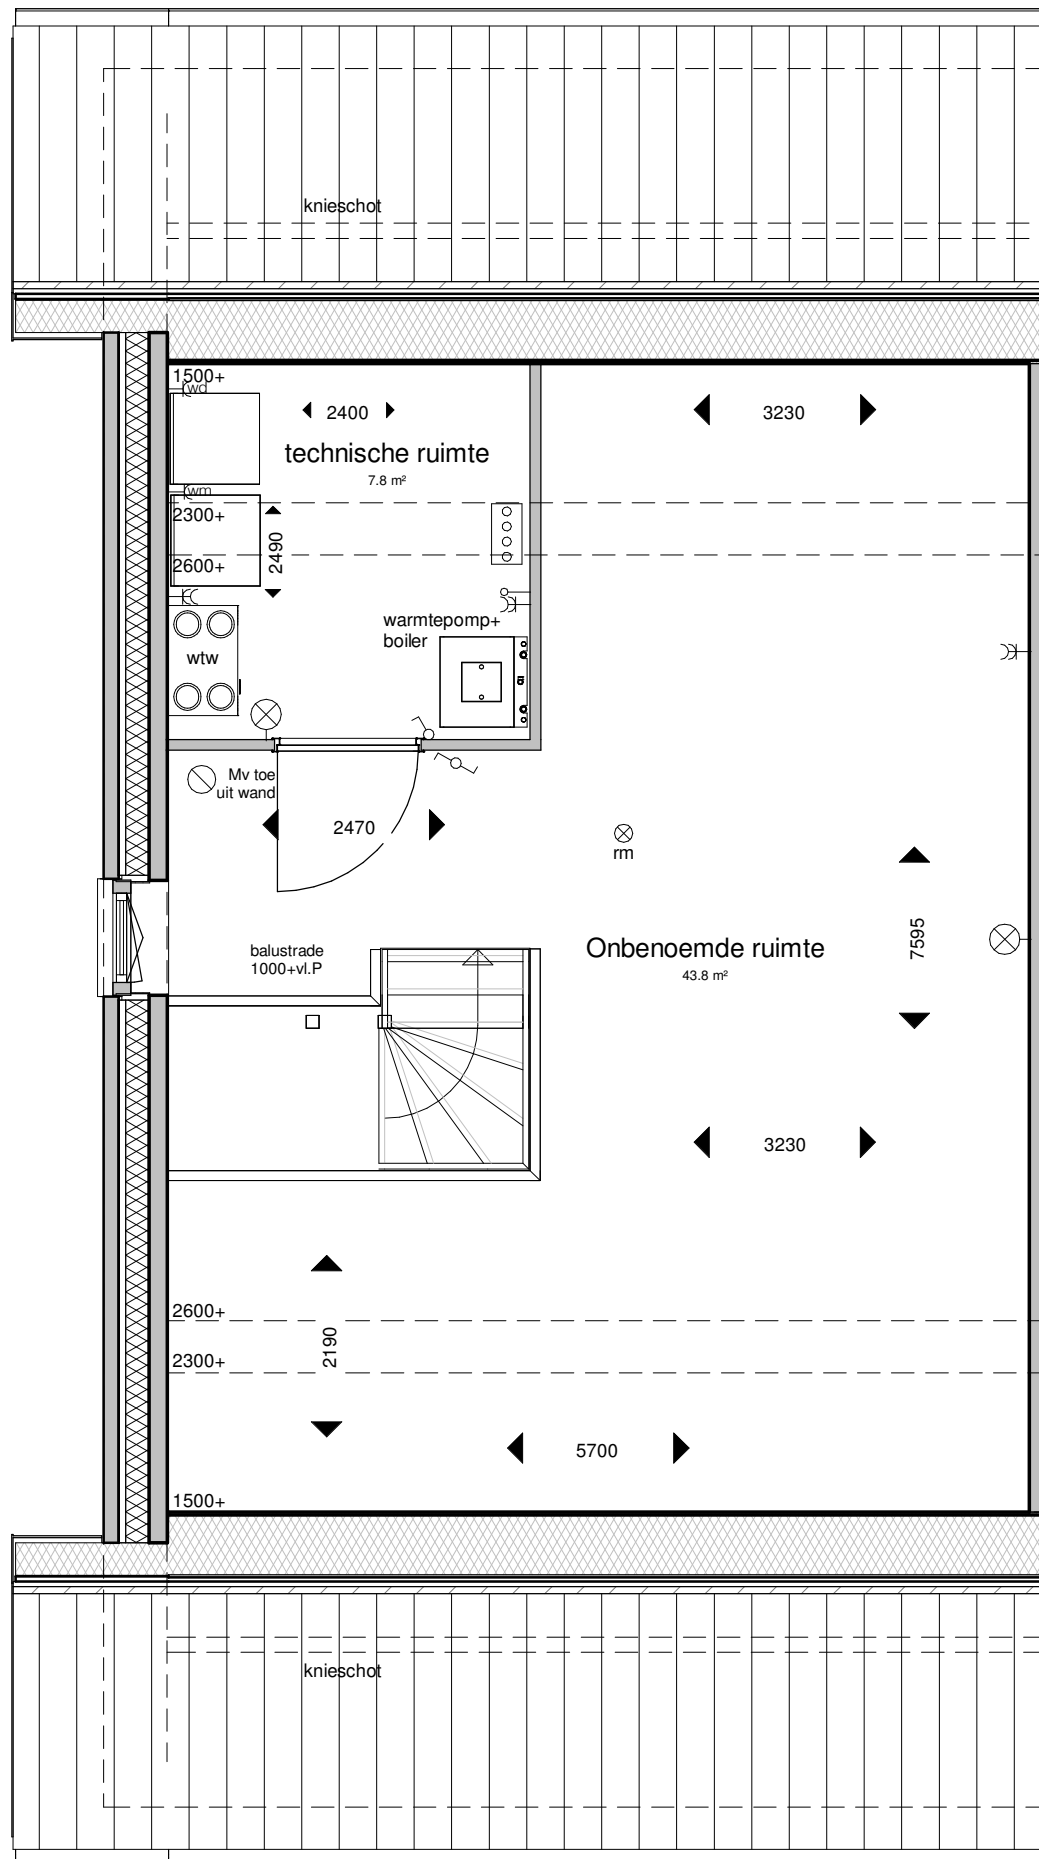 knieschot
1500+
wd
2400
3230
technische ruimte
7.8 m²
wm
2300+
2490
2600+
warmtepomp+
boiler
wtw
Mv toe
uit wand
2470
rm
7595
balustrade
1000+vl.P
Onbenoemde ruimte
43.8 m²
3230
2600+
2190
2300+
5700
1500+
knieschot